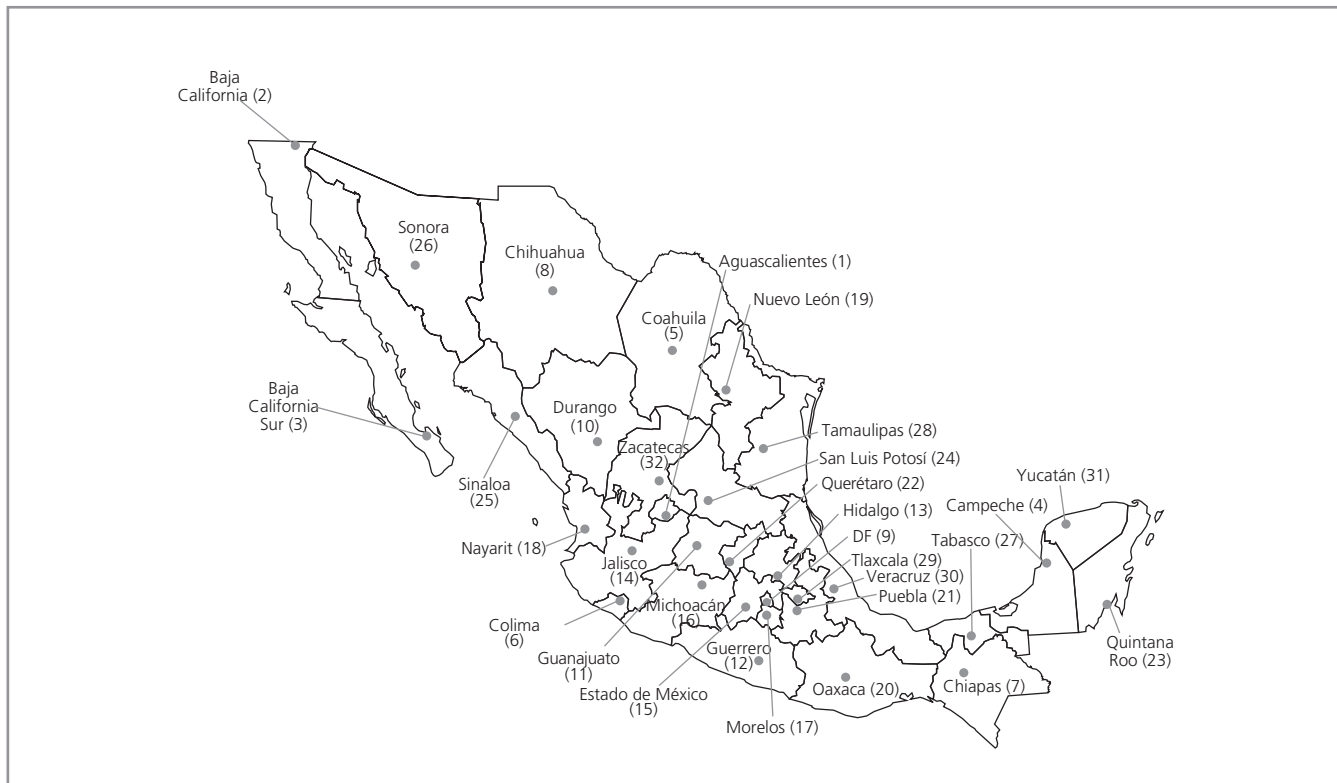 Baja
California (2)
Sonora
(26)
Chihuahua
(8)
Aguascalientes (1)
Nuevo León (19)
Coahuila
(5)
Baja
California
Sur (3)
Durango
(10)
Tamaulipas (28)
Zacatecas
(32)
San Luis Potosí (24)
Sinaloa
(25)
Querétaro (22)
Yucatán (31)
Campeche (4)
Hidalgo (13)
DF (9)
Tabasco (27)
Nayarit (18)
Tlaxcala (29)
Jalisco
(14)
Veracruz (30)
Puebla (21)
Michoacán
(16)
Colima
(6)
Guanajuato
(11)
Guerrero
(12)
Quintana
Roo (23)
Estado de México
(15)
Oaxaca (20)
Chiapas (7)
Morelos (17)